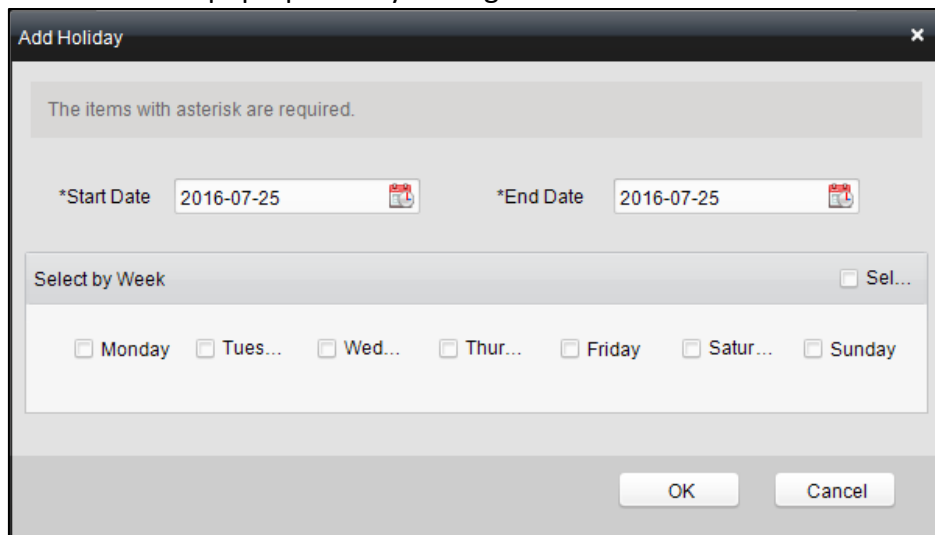 Add Holiday
The items with asterisk are required.
*Start Date 2016-07-25 *End Date 2016-07-25
Select by Week Sel...
Monday Tues... Wed... Thur... Friday Satur... Sunday
OK Cancel